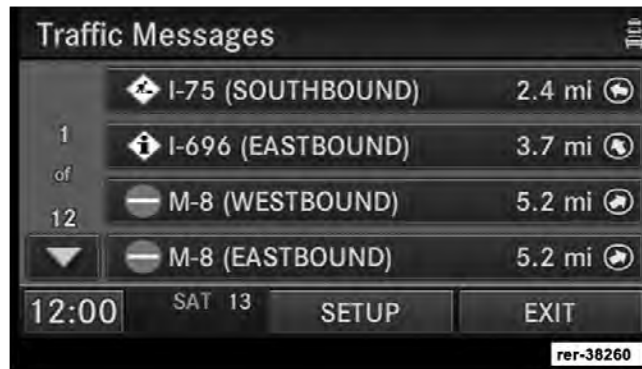 Traffic Messages
I-75 (SOUTHBOUND) 2.4 mi
1 of 12
I-696 (EASTBOUND) 3.7 mi
M-8 (WESTBOUND) 5.2 mi
M-8 (EASTBOUND) 5.2 mi
12:00 SAT 13 SETUP EXIT
rer-38260